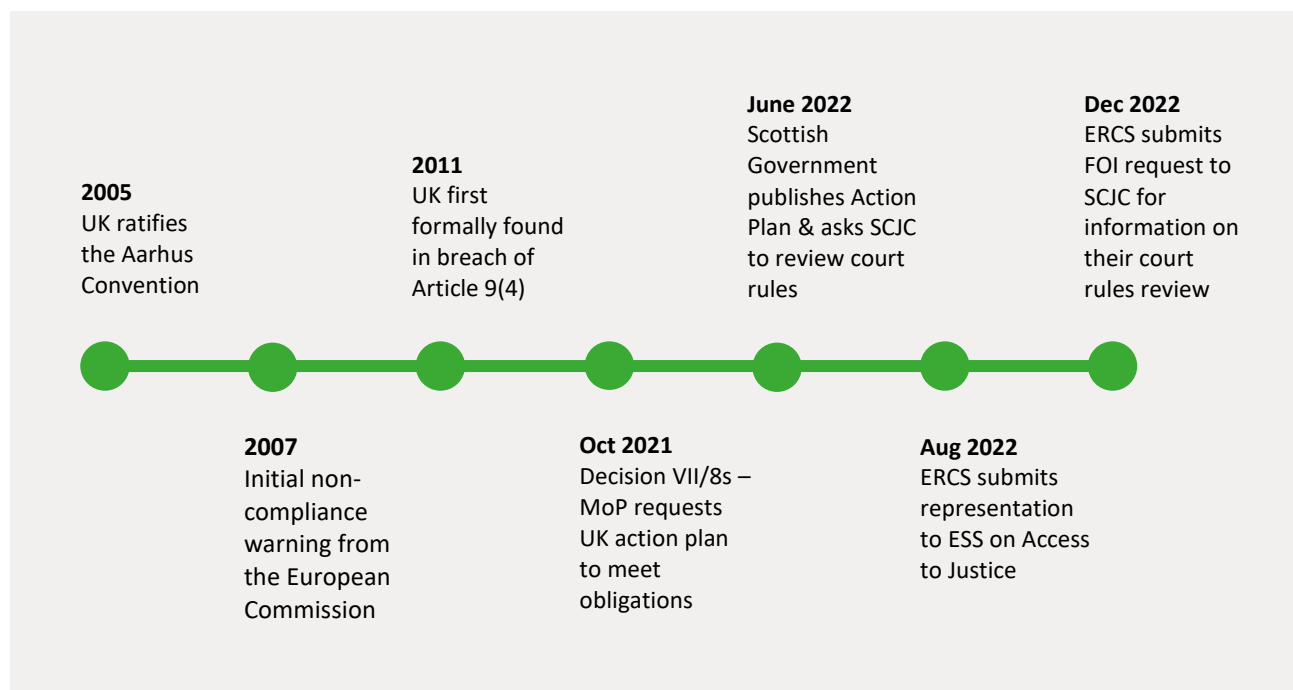 2005
UK ratifies
the Aarhus
Convention
2007
Initial non-
compliance
warning from
the European
Commission
2011
UK first
formally found
in breach of
Article 9(4)
Oct 2021
Decision VII/8s –
MoP requests
UK action plan
to meet
obligations
June 2022
Scottish
Government
publishes Action
Plan & asks SCJC
to review court
rules
Aug 2022
ERCS submits
representation
to ESS on Access
to Justice
Dec 2022
ERCS submits
FOI request to
SCJC for
information on
their court
rules review